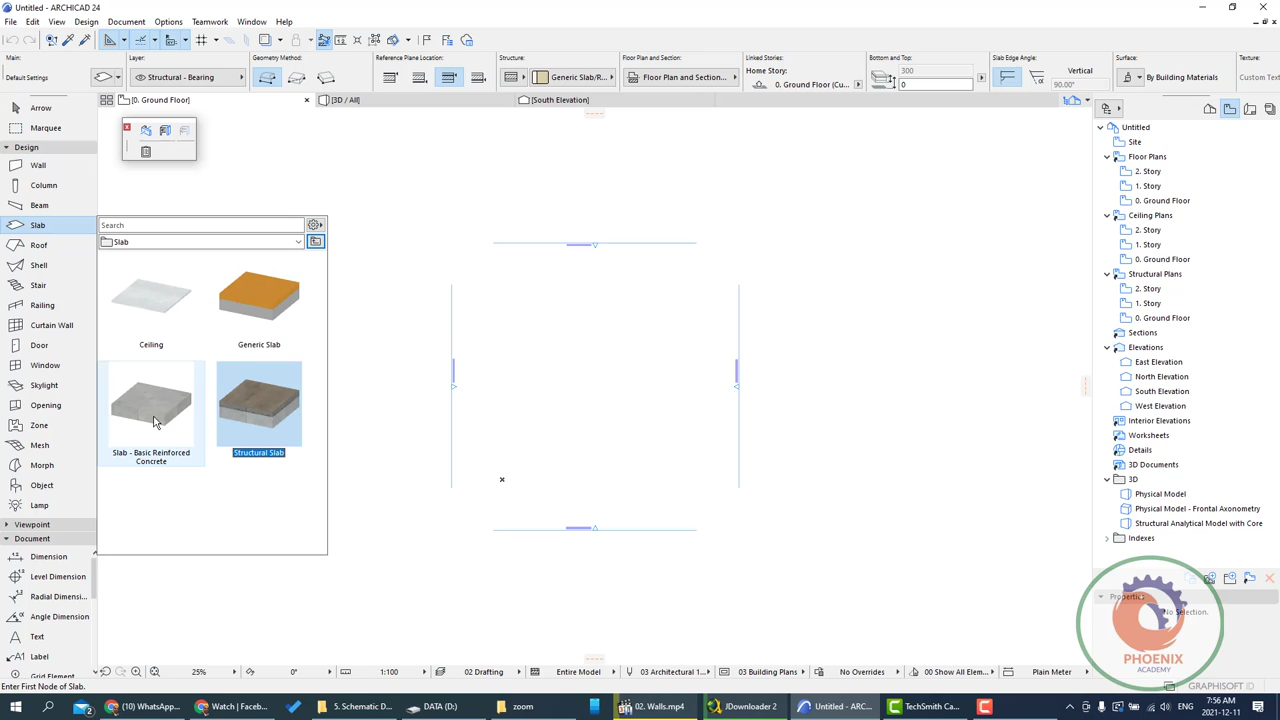 Untitled - ARCHICAD 24
File Edit View Design Document Options Teamwork Window Help
Main: Layer: Geometry Method: Reference Plane Location: Structure: Floor Plan and Section: Linked Stories: Bottom and Top: Slab Edge Angle: Surface: Texture:
Default Settings Structural - Bearing Generic Slab/R... Floor Plan and Section... Home Story: 0. Ground Floor (Cu... 300 0 Vertical 90.00° By Building Materials Custom Text
[0. Ground Floor] [3D / All] [South Elevation]
Arrow
Marquee
Design
Wall
Column
Beam
Slab
Roof
Shell
Stair
Railing
Curtain Wall
Door
Window
Skylight
Opening
Zone
Mesh
Morph
Object
Lamp
Viewpoint
Document
Dimension
Level Dimension
Radial Dimensi...
Angle Dimension
Text
Label
Search
Slab
Ceiling
Generic Slab
Slab - Basic Reinforced Concrete
Structural Slab
Untitled
Site
Floor Plans
2. Story
1. Story
0. Ground Floor
Ceiling Plans
2. Story
1. Story
0. Ground Floor
Structural Plans
2. Story
1. Story
0. Ground Floor
Sections
Elevations
East Elevation
North Elevation
South Elevation
West Elevation
Interior Elevations
Worksheets
Details
3D Documents
3D
Physical Model
Physical Model - Frontal Axonometry
Structural Analytical Model with Core
Indexes
Properties
No Selection.
PHOENIX
ACADEMY
25% 0° 1:100 Drafting Entire Model 03 Architectural 1... 03 Building Plans No Overrides 00 Show All Elem... Plain Meter
Enter First Node of Slab.
GRAPHISOFT ID
(10) WhatsApp... Watch | Faceb... 5. Schematic D... DATA (D:) zoom 02. Walls.mp4 JDownloader 2 Untitled - ARC... TechSmith Ca...
7:56 AM
2021-12-11